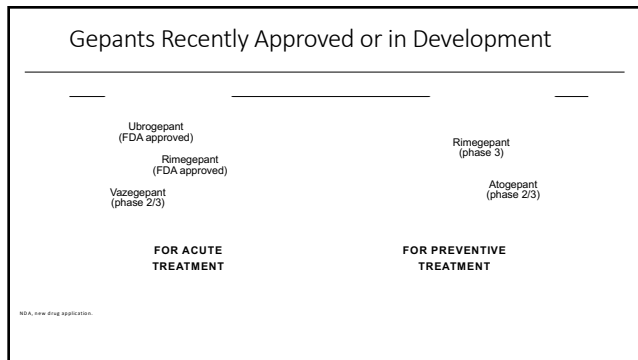 Gepants Recently Approved or in Development
Ubrogepant
(FDA approved)
Rimegepant
(FDA approved)
Vazegepant
(phase 2/3)
FOR ACUTE
TREATMENT
Rimegepant
(phase 3)
Atogepant
(phase 2/3)
FOR PREVENTIVE
TREATMENT
NDA, new drug application.